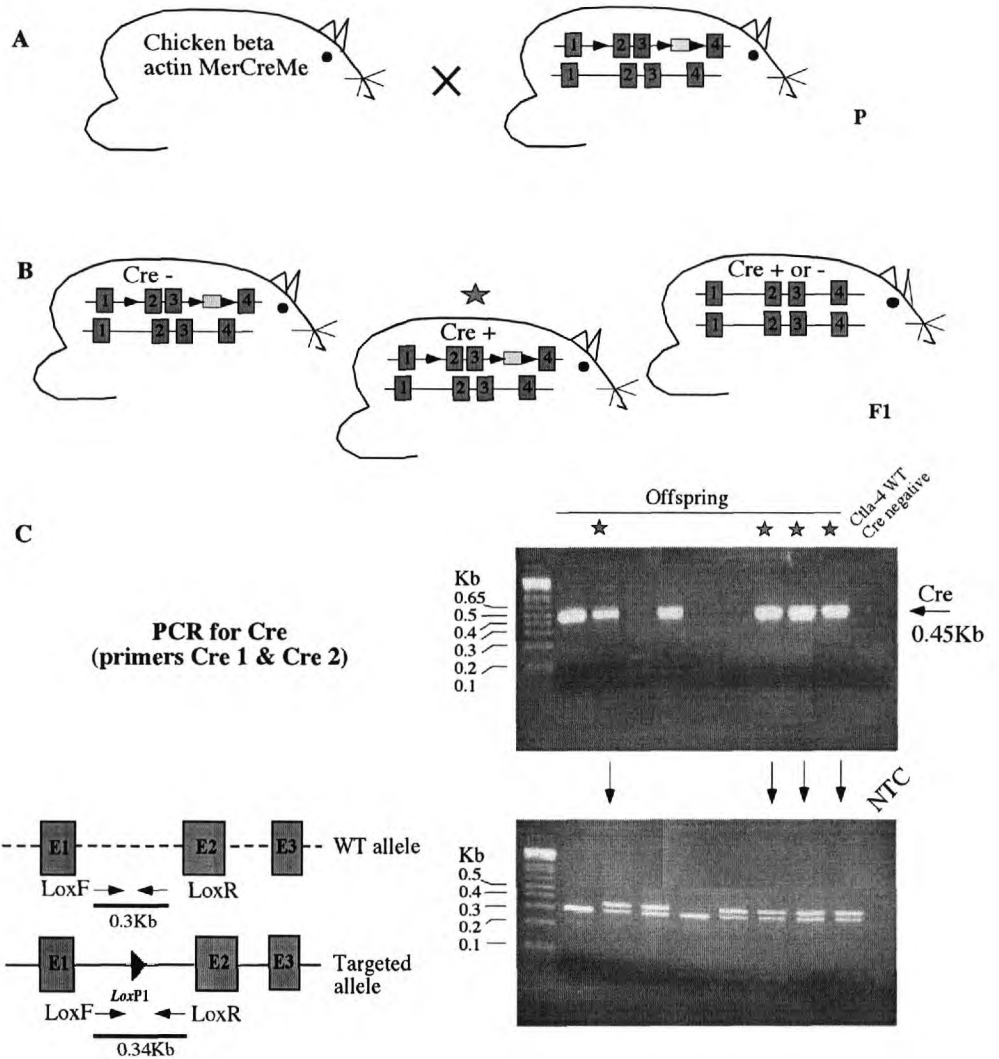 A
Chicken beta
actin MerCreMe
1 2 3 4
1 2 3 4
P
B
Cre -
1 2 3 4
1 2 3 4
Cre +
1 2 3 4
1 2 3 4
Cre + or -
1 2 3 4
1 2 3 4
F1
C
Offspring
Ctla-4 WT
Cre negative
Kb
0.65
0.5
0.4
0.3
0.2
0.1
Cre
0.45Kb
PCR for Cre
(primers Cre 1 & Cre 2)
NTC
E1 E2 E3 WT allele
LoxF LoxR
0.3Kb
E1 E2 E3 Targeted
allele
LoxP1
LoxF LoxR
0.34Kb
Kb
0.5
0.4
0.3
0.2
0.1